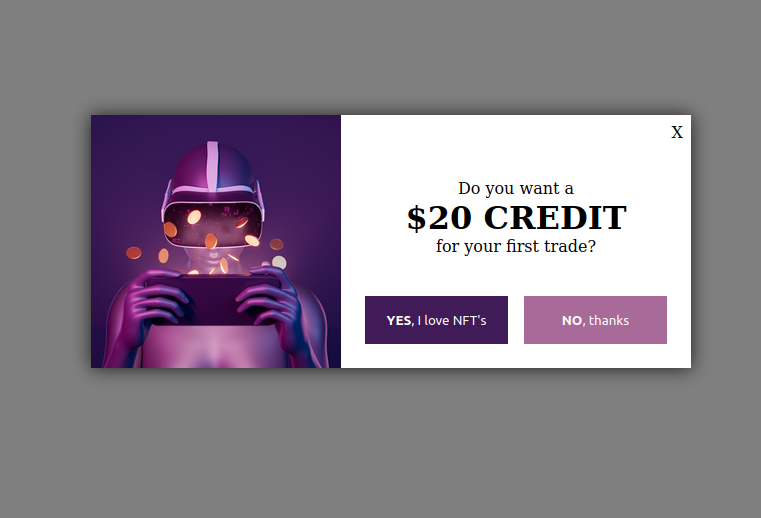 X
Do you want a
$20 CREDIT
for your first trade?
YES, I love NFT's
NO, thanks